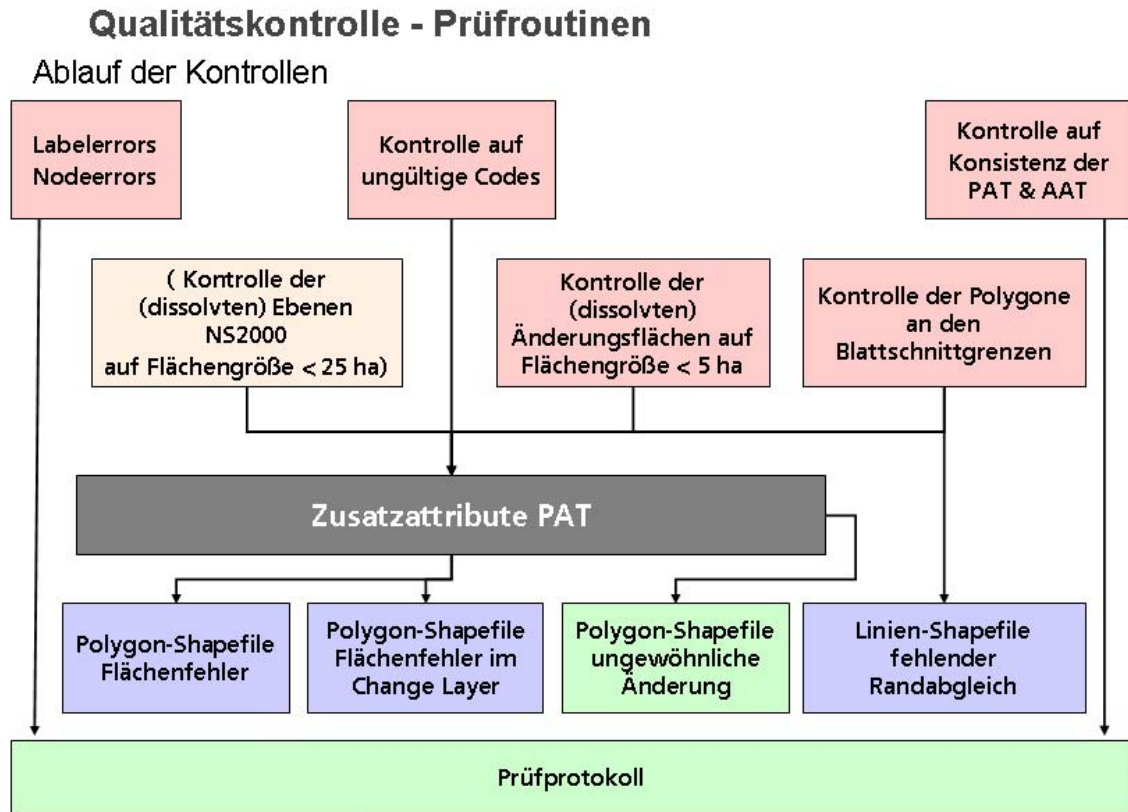 Qualitätskontrolle - Prüfroutinen
Ablauf der Kontrollen
Labelerrors
Nodeerrors
Kontrolle auf
ungültige Codes
Kontrolle auf
Konsistenz der
PAT & AAT
( Kontrolle der
(dissolvten) Ebenen
NS2000
auf Flächengröße < 25 ha)
Kontrolle der
(dissolvten)
Änderungsflächen auf
Flächengröße < 5 ha
Kontrolle der Polygone
an den
Blattschnittgrenzen
Zusatzattribute PAT
Polygon-Shapefile
Flächenfehler
Polygon-Shapefile
Flächenfehler im
Change Layer
Polygon-Shapefile
ungewöhnliche
Änderung
Linien-Shapefile
fehlender
Randabgleich
Prüfprotokoll